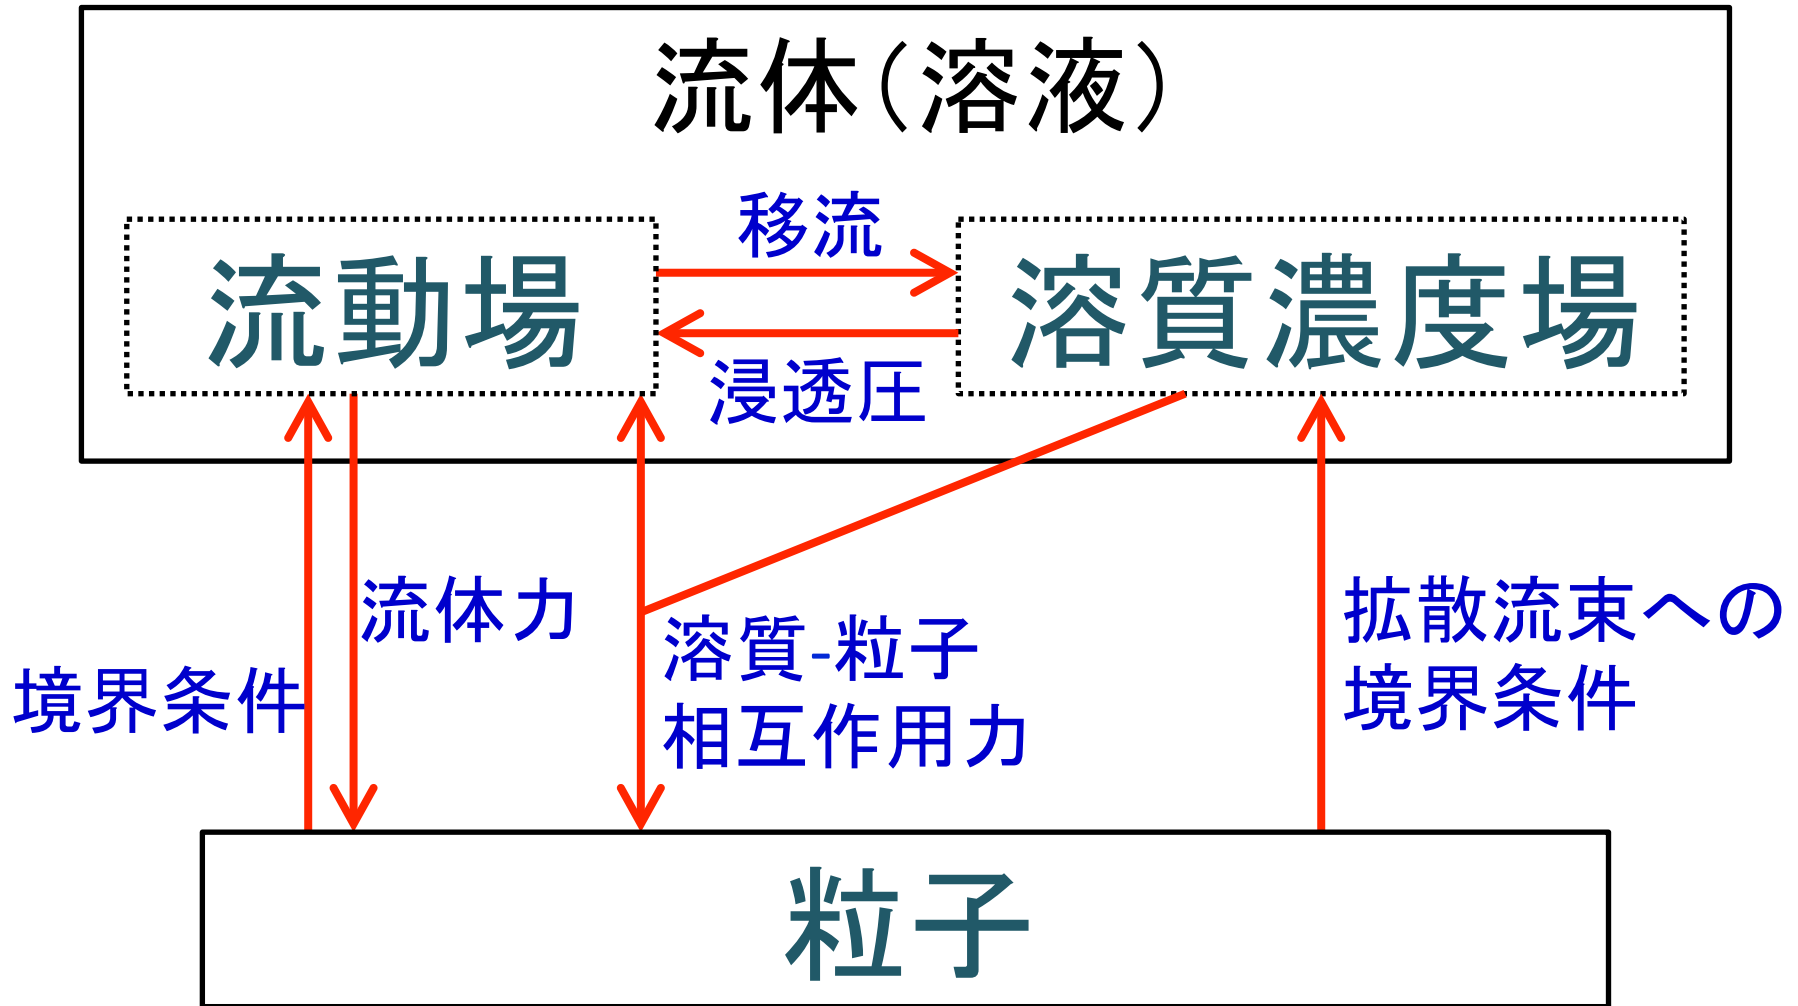 流体（溶液）
移流
流動場
溶質濃度場
浸透圧
流体力
境界条件
溶質-粒子
相互作用力
拡散流束への
境界条件
粒子